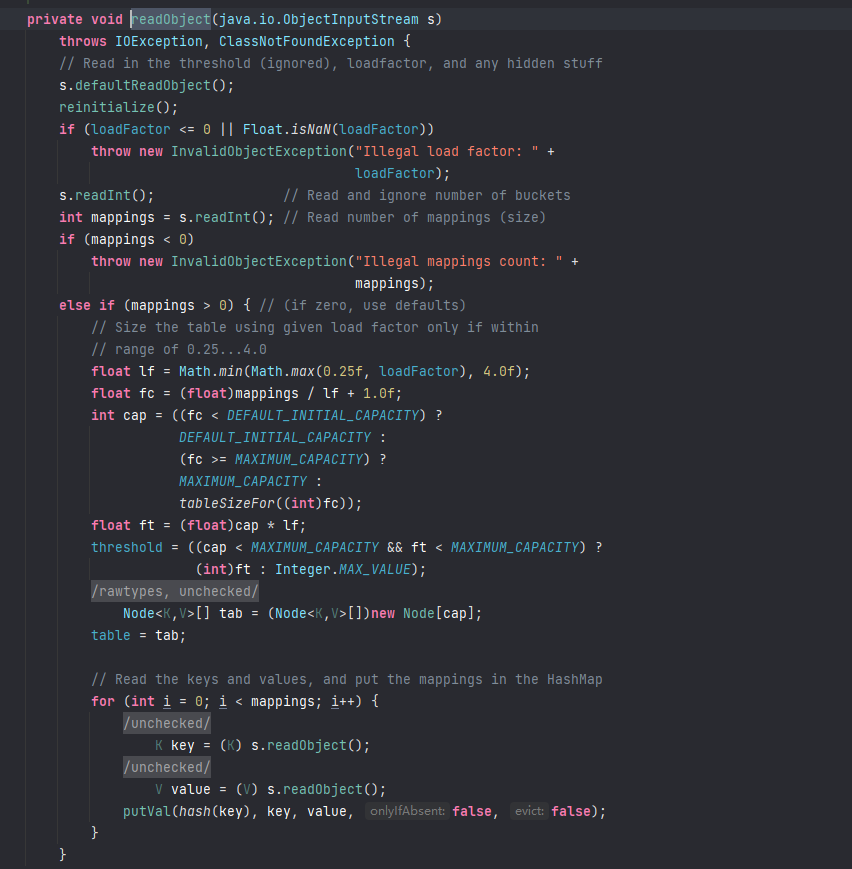 private void readObject(java.io.ObjectInputStream s)
    throws IOException, ClassNotFoundException {
    // Read in the threshold (ignored), loadfactor, and any hidden stuff
    s.defaultReadObject();
    reinitialize();
    if (loadFactor <= 0 || Float.isNaN(loadFactor))
        throw new InvalidObjectException("Illegal load factor: " +
                                         loadFactor);
    s.readInt();                // Read and ignore number of buckets
    int mappings = s.readInt(); // Read number of mappings (size)
    if (mappings < 0)
        throw new InvalidObjectException("Illegal mappings count: " +
                                         mappings);
    else if (mappings > 0) { // (if zero, use defaults)
        // Size the table using given load factor only if within
        // range of 0.25...4.0
        float lf = Math.min(Math.max(0.25f, loadFactor), 4.0f);
        float fc = (float)mappings / lf + 1.0f;
        int cap = ((fc < DEFAULT_INITIAL_CAPACITY) ?
                   DEFAULT_INITIAL_CAPACITY :
                   (fc >= MAXIMUM_CAPACITY) ?
                   MAXIMUM_CAPACITY :
                   tableSizeFor((int)fc));
        float ft = (float)cap * lf;
        threshold = ((cap < MAXIMUM_CAPACITY && ft < MAXIMUM_CAPACITY) ?
                     (int)ft : Integer.MAX_VALUE);
        /rawtypes, unchecked/
            Node<K,V>[] tab = (Node<K,V>[])new Node[cap];
        table = tab;

        // Read the keys and values, and put the mappings in the HashMap
        for (int i = 0; i < mappings; i++) {
            /unchecked/
                K key = (K) s.readObject();
            /unchecked/
                V value = (V) s.readObject();
            putVal(hash(key), key, value, onlyIfAbsent: false, evict: false);
        }
    }